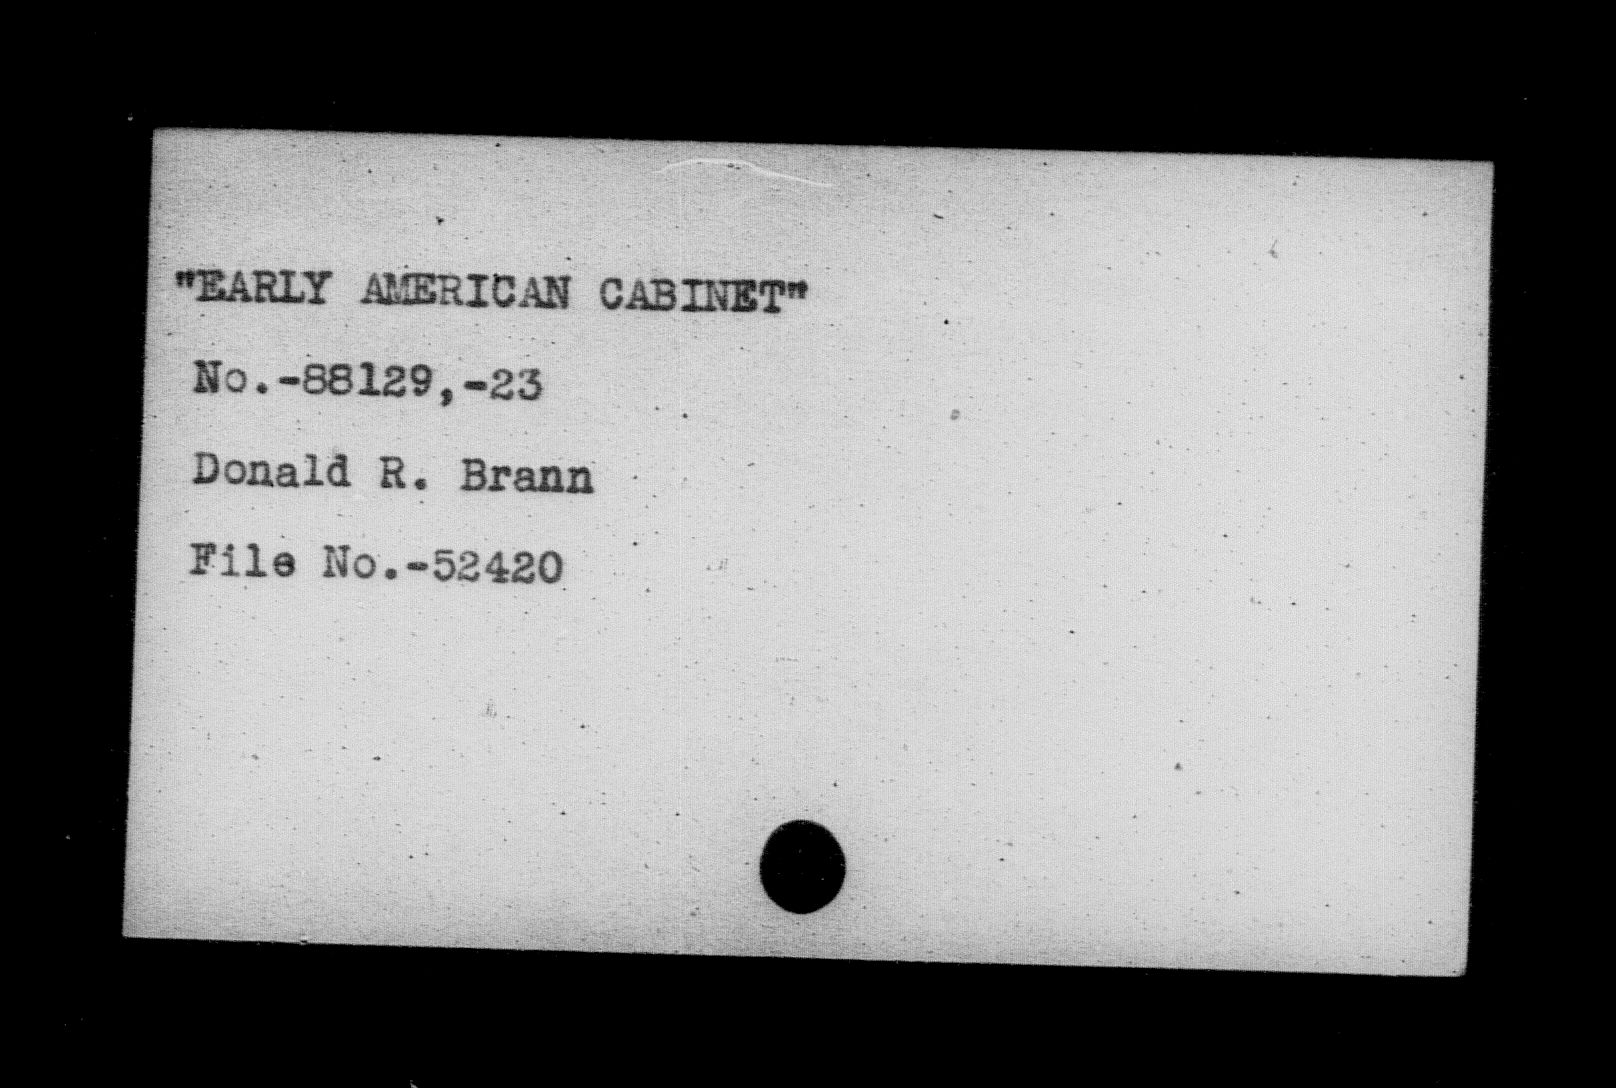 "EARLY AMERICAN CABINET"
No.-88129,-23
Donald R. Brann
File No.-52420